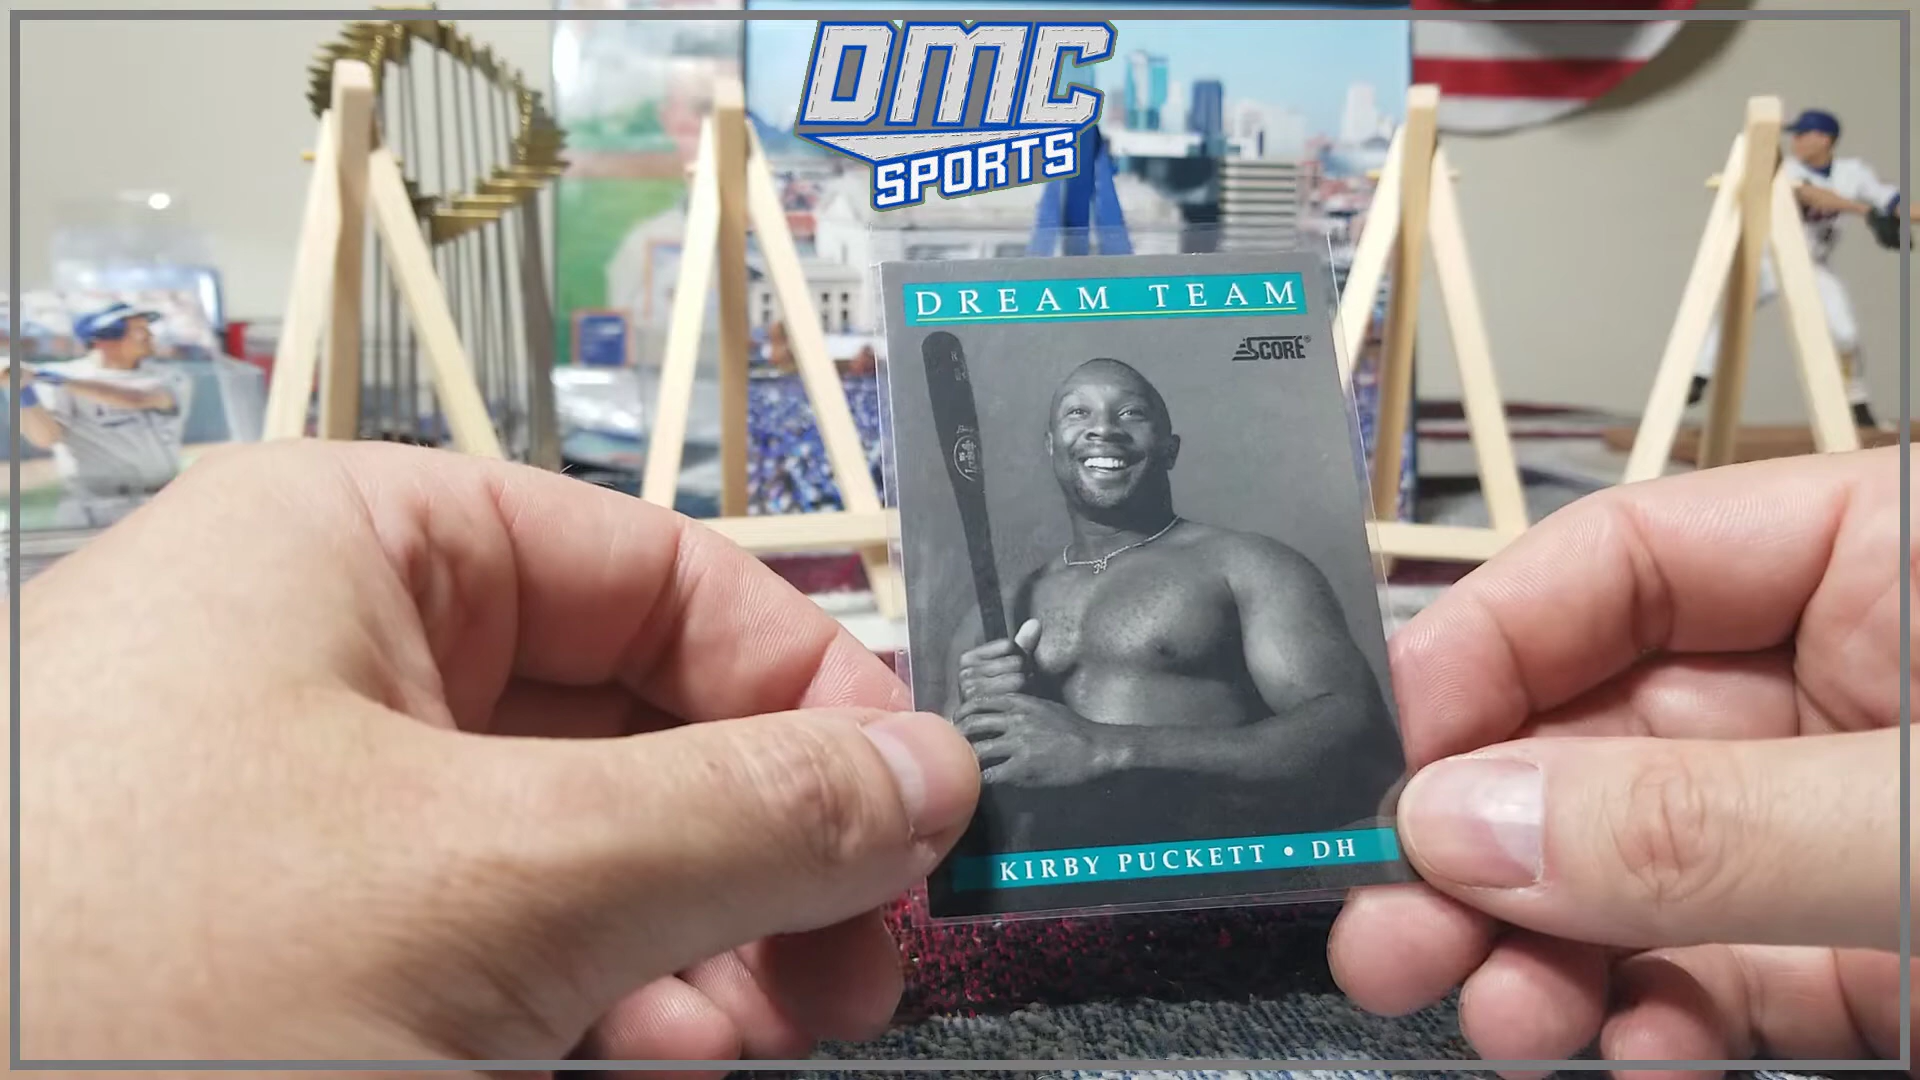 DMC
SPORTS
DREAM TEAM
SCORE®
KIRBY PUCKETT • DH